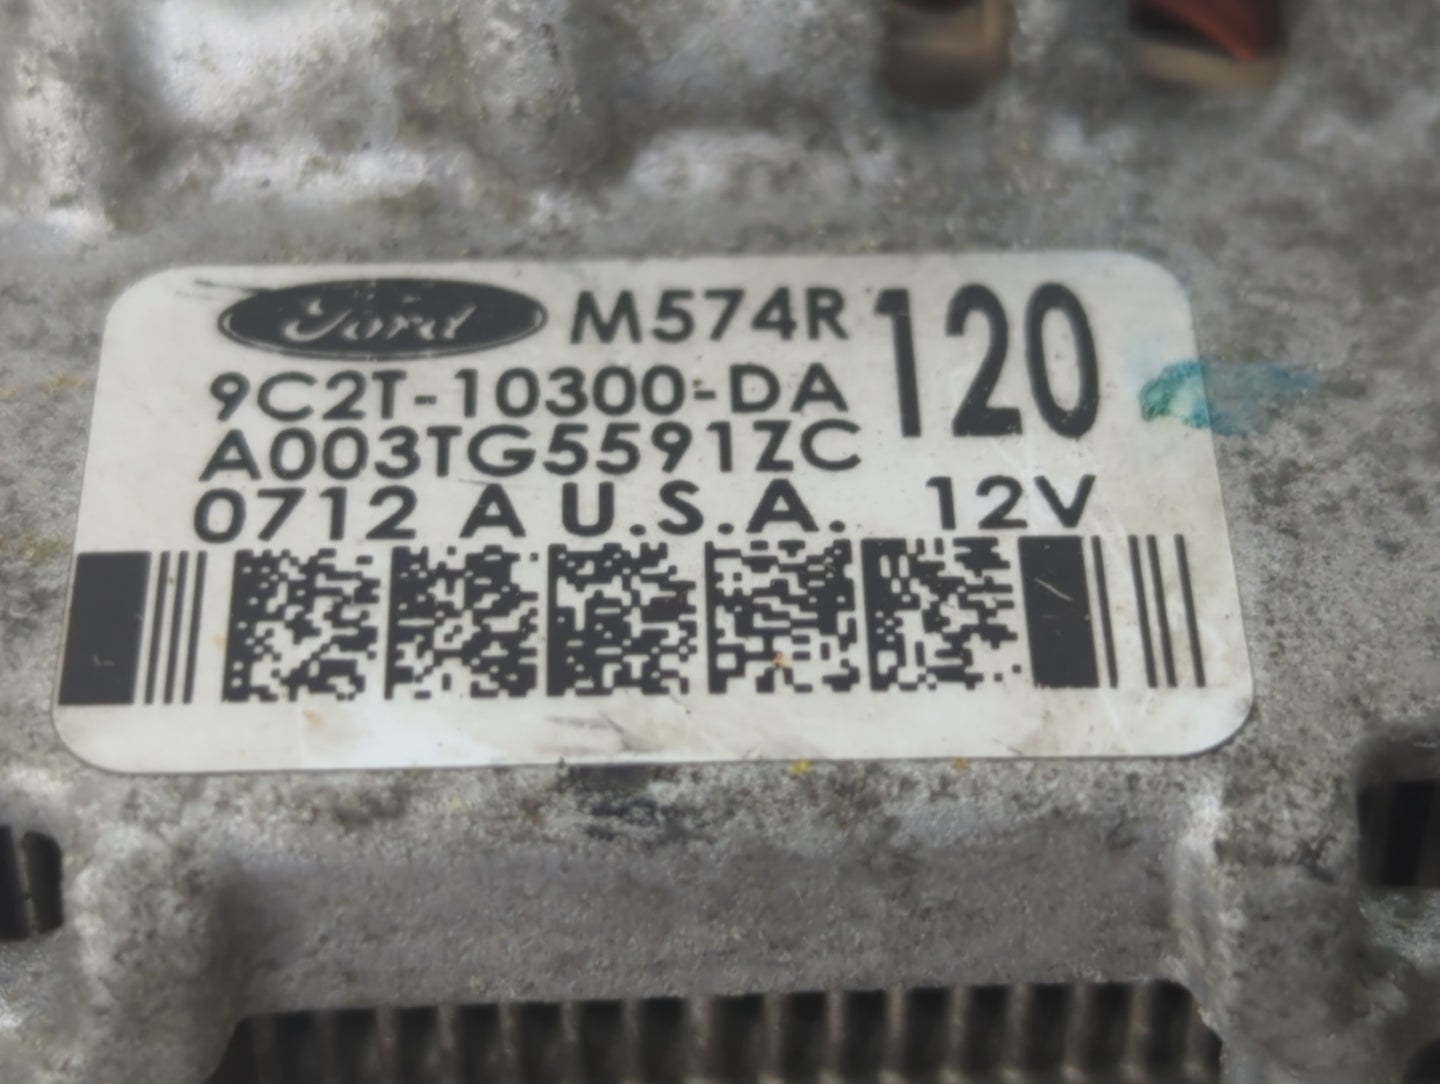 Ford M574R 120
9C2T-10300-DA
A003TG5591ZC
0712 A U.S.A. 12V